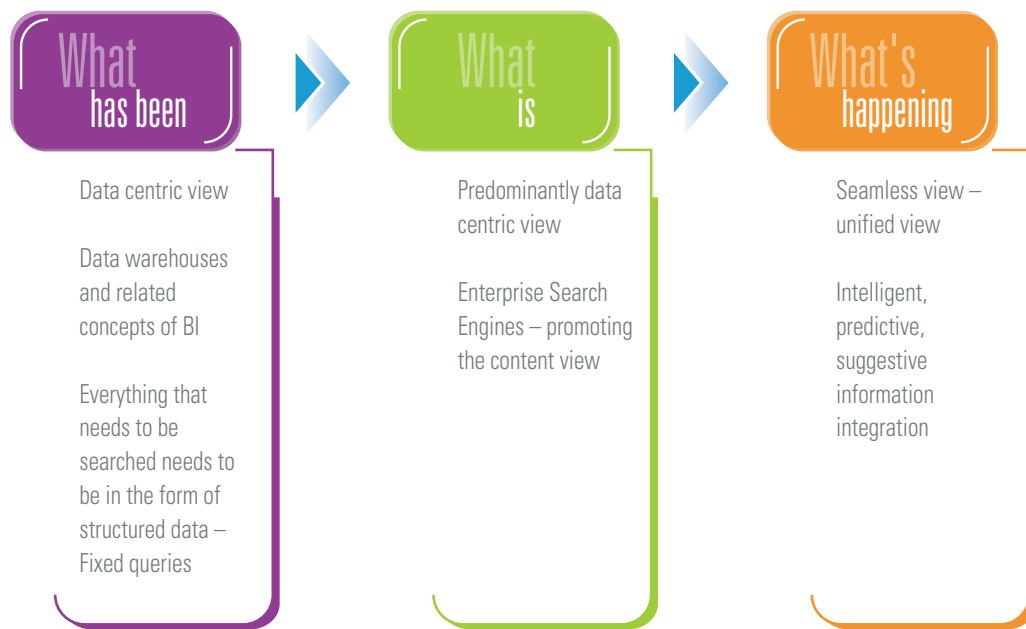 What
has been
Data centric view
Data warehouses
and related
concepts of BI
Everything that
needs to be
searched needs to
be in the form of
structured data –
Fixed queries
What
is
Predominantly data
centric view
Enterprise Search
Engines – promoting
the content view
What's
happening
Seamless view –
unified view
Intelligent,
predictive,
suggestive
information
integration